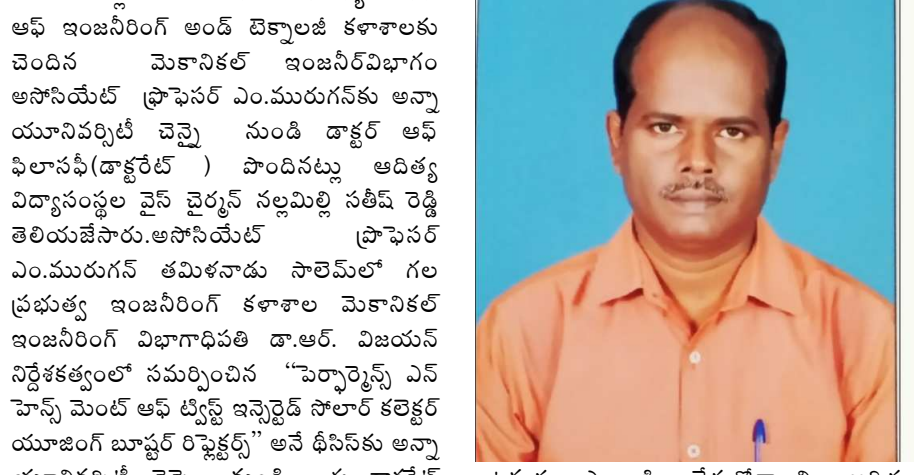 ఆఫ్ ఇంజనీరింగ్ అండ్ టెక్నాలజీ కళాశాలకు
చెందిన మెకానికల్ ఇంజనీర్‌విభాగం
అసోసియేట్ ప్రొఫెసర్ ఎం.మురుగన్‌కు అన్నా
యూనివర్సిటీ చెన్నై నుండి డాక్టర్ ఆఫ్
ఫిలాసఫీ(డాక్టరేట్ ) పొందినట్లు ఆదిత్య
విద్యాసంస్థల వైస్ చైర్మన్ నల్లమిల్లి సతీష్ రెడ్డి
తెలియజేసారు.అసోసియేట్ ప్రొఫెసర్
ఎం.మురుగన్ తమిళనాడు సాలెమ్‌లో గల
ప్రభుత్వ ఇంజనీరింగ్ కళాశాల మెకానికల్
ఇంజనీరింగ్ విభాగాధిపతి డా.ఆర్. విజయన్
నిర్దేశకత్వంలో సమర్పించిన “పెర్ఫార్మెన్స్ ఎన్
హెన్స్ మెంట్ ఆఫ్ ట్విస్ట్ ఇన్సెర్టెడ్ సోలార్ కలెక్టర్
యూజింగ్ బూష్టర్ రిఫ్లెక్టర్స్” అనే థీసిస్‌కు అన్నా